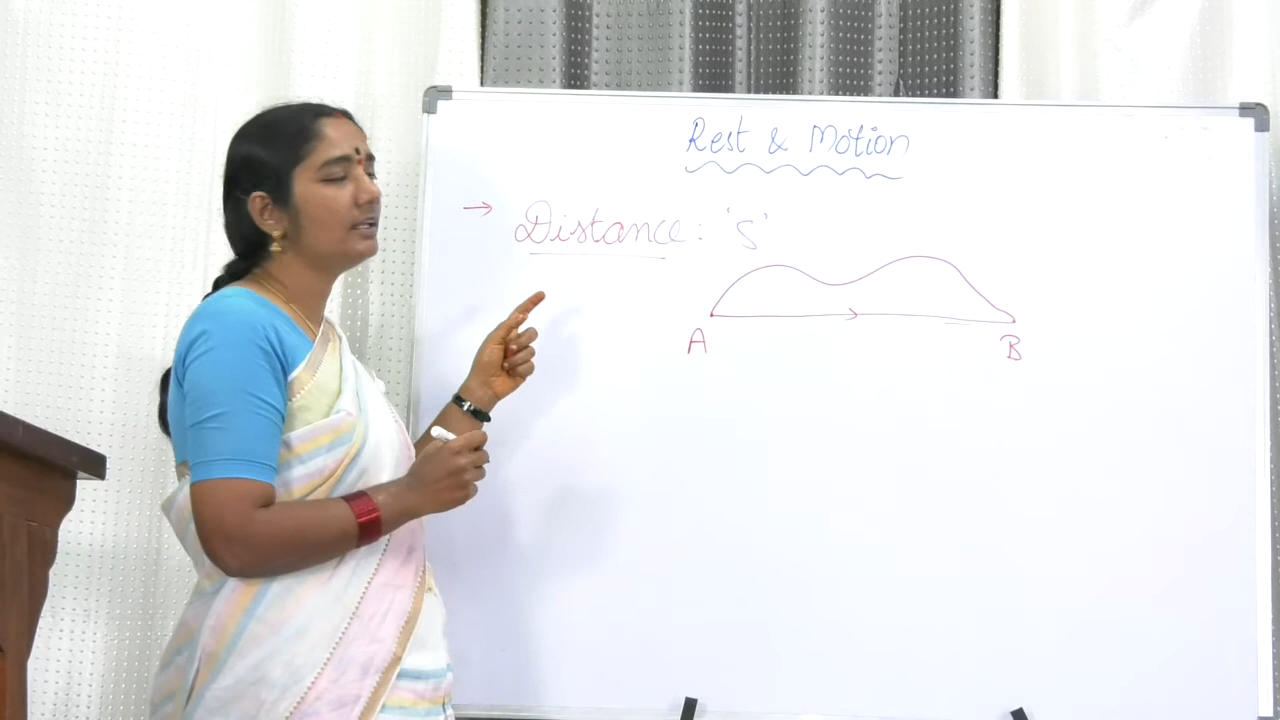 Rest & Motion
→ Distance : 's'
A B